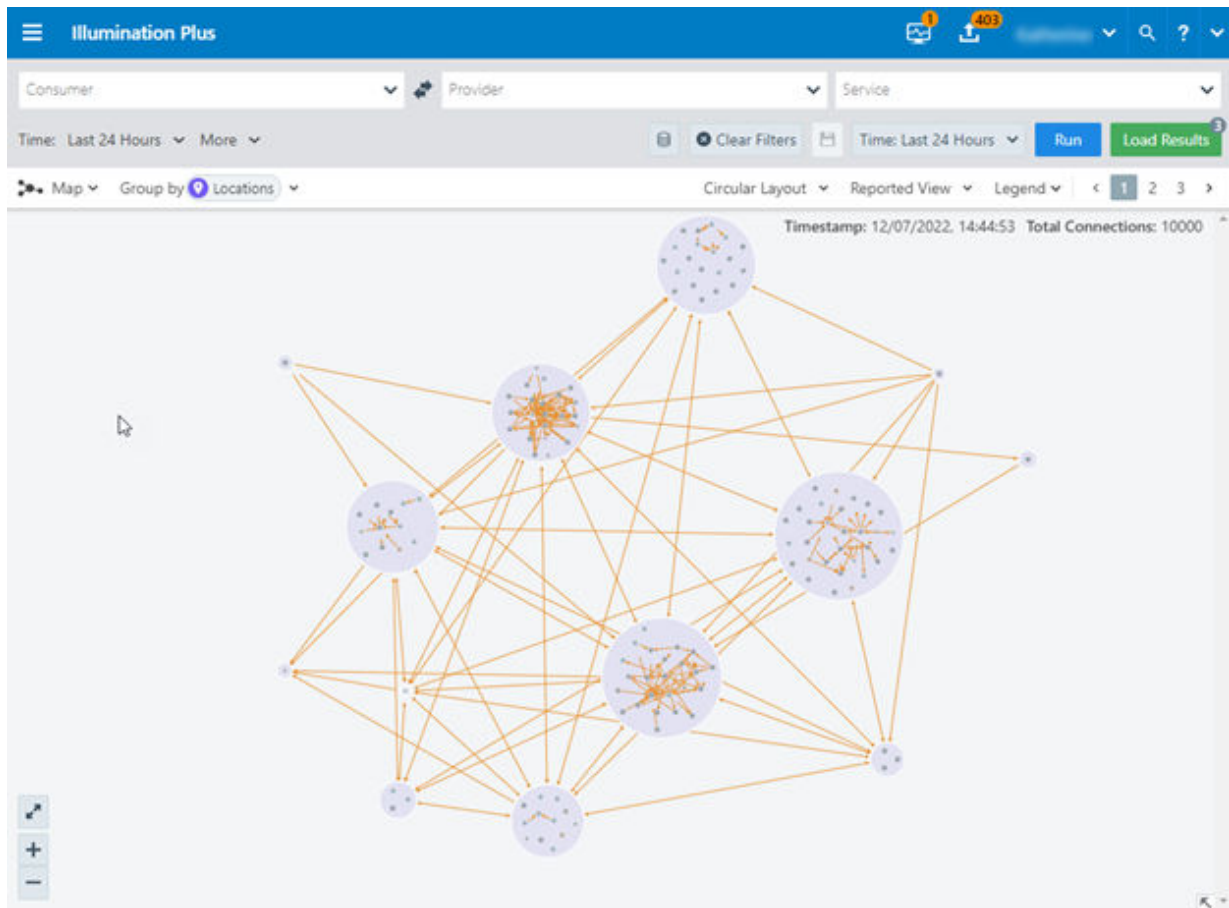 Illumination Plus 1 403 ?
Consumer Provider Service
Time: Last 24 Hours More Clear Filters Time: Last 24 Hours Run Load Results 3
Map Group by Locations Circular Layout Reported View Legend < 1 2 3 >
Timestamp: 12/07/2022, 14:44:53 Total Connections: 10000
+
−